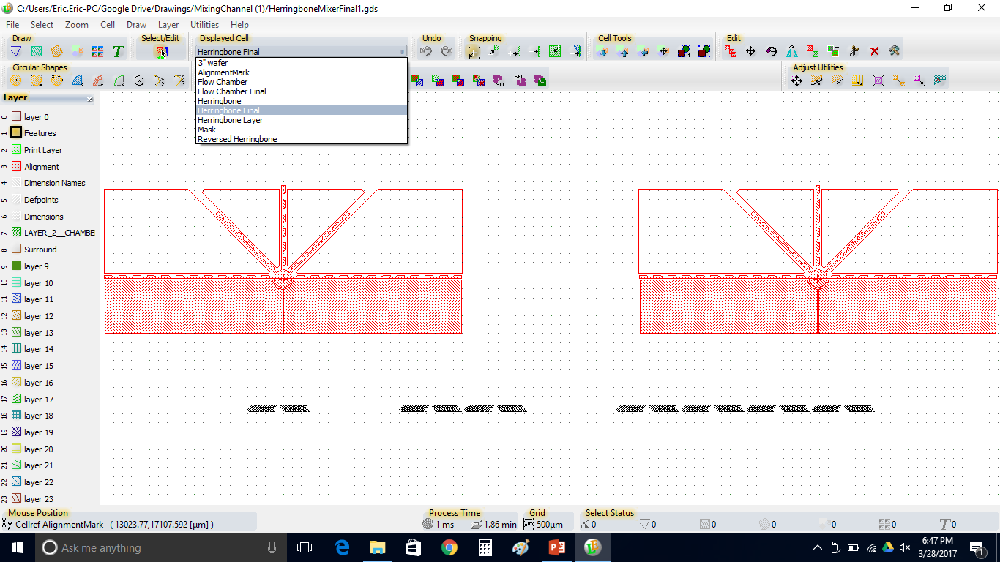 C:/Users/Eric.Eric-PC/Google Drive/Drawings/MixingChannel (1)/HerringboneMixerFinal1.gds
File Select Zoom Cell Draw Layer Utilities Help
Draw Select/Edit Displayed Cell Undo Snapping Cell Tools Edit
Herringbone Final
3" wafer
AlignmentMark
Flow Chamber
Flow Chamber Final
Herringbone
Herringbone Final
Herringbone Layer
Mask
Reversed Herringbone
Circular Shapes
Adjust Utilities
SET SET
Layer
0 layer 0
1 Features
2 Print Layer
3 Alignment
4 Dimension Names
5 Defpoints
6 Dimensions
7 LAYER_2__CHAMBE
8 Surround
9 layer 9
10 layer 10
11 layer 11
12 layer 12
13 layer 13
14 layer 14
15 layer 15
16 layer 16
17 layer 17
18 layer 18
19 layer 19
20 layer 20
21 layer 21
22 layer 22
23 layer 23
Mouse Position Process Time Grid Select Status
Cellref AlignmentMark ( 13023.77,17107.592 [µm] ) 1 ms 1.86 min AUTO 500µm 0 0 0 0 0 0 0
Ask me anything
6:47 PM
3/28/2017
1